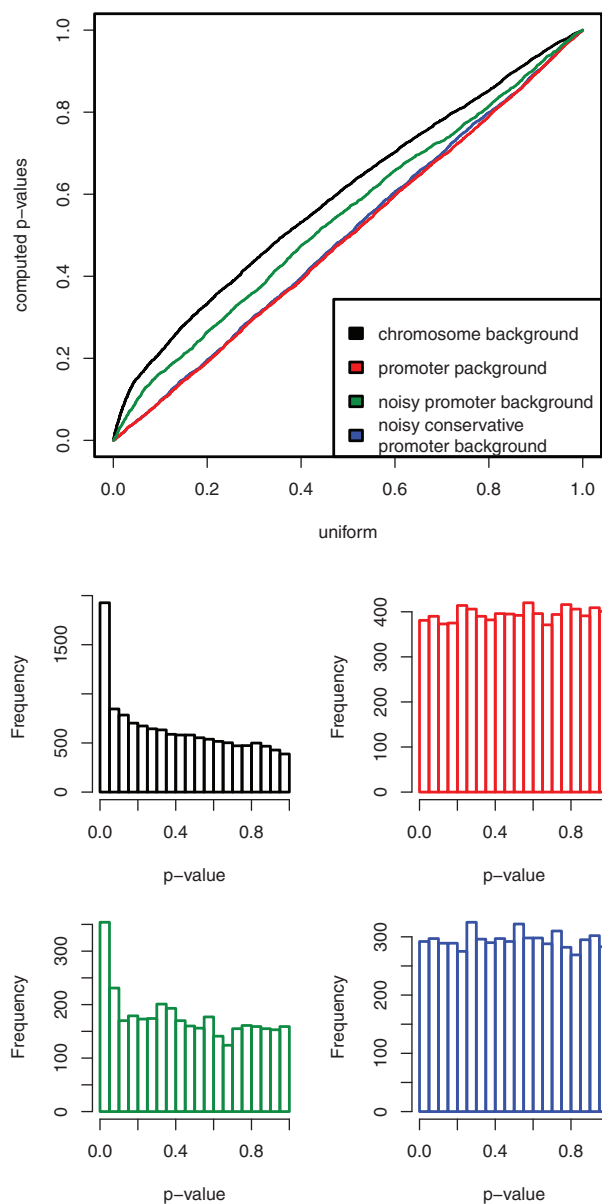 computed p-values
1.0
0.8
0.6
0.4
0.2
0.0
chromosome background
promoter packground
noisy promoter background
noisy conservative
promoter background
0.0 0.2 0.4 0.6 0.8 1.0
uniform
Frequency
1500
500
0
0.0 0.4 0.8
p-value
Frequency
400
300
200
100
0
0.0 0.4 0.8
p-value
Frequency
300
200
100
0
0.0 0.4 0.8
p-value
Frequency
300
200
100
0
0.0 0.4 0.8
p-value